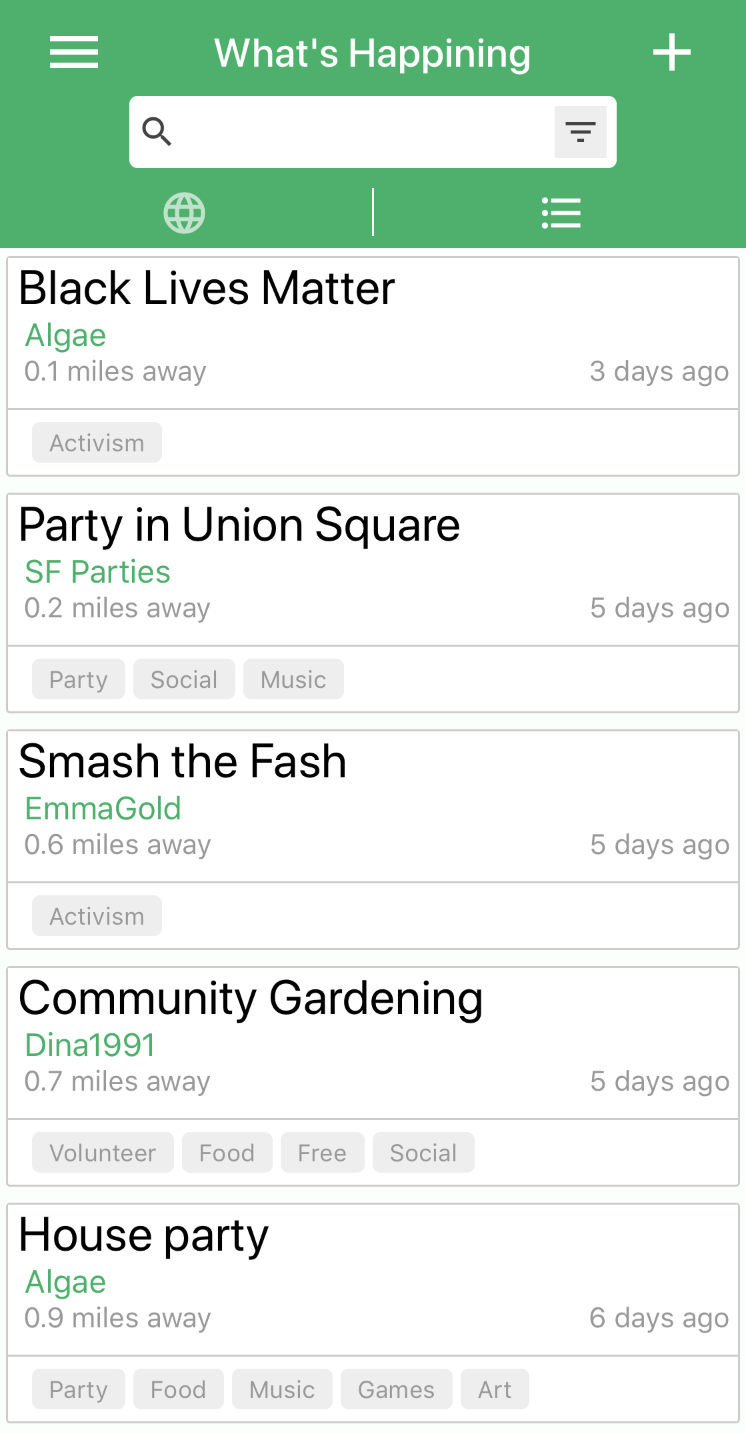 What's Happining
Black Lives Matter
Algae
0.1 miles away 3 days ago
Activism
Party in Union Square
SF Parties
0.2 miles away 5 days ago
Party Social Music
Smash the Fash
EmmaGold
0.6 miles away 5 days ago
Activism
Community Gardening
Dina1991
0.7 miles away 5 days ago
Volunteer Food Free Social
House party
Algae
0.9 miles away 6 days ago
Party Food Music Games Art